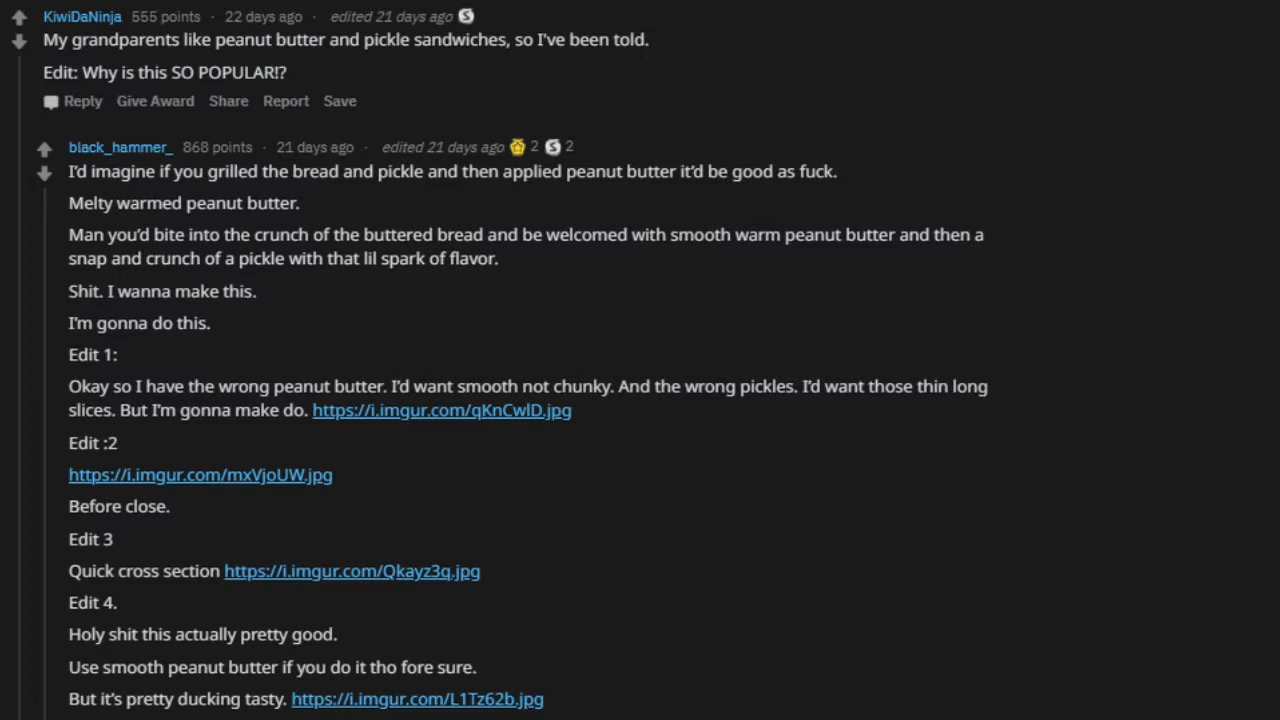 KiwiDaNinja 555 points · 22 days ago · edited 21 days ago S
My grandparents like peanut butter and pickle sandwiches, so I've been told.
Edit: Why is this SO POPULAR!?
Reply Give Award Share Report Save
black_hammer_ 868 points · 21 days ago · edited 21 days ago 2 S 2
I'd imagine if you grilled the bread and pickle and then applied peanut butter it'd be good as fuck.
Melty warmed peanut butter.
Man you'd bite into the crunch of the buttered bread and be welcomed with smooth warm peanut butter and then a
snap and crunch of a pickle with that lil spark of flavor.
Shit. I wanna make this.
I'm gonna do this.
Edit 1:
Okay so I have the wrong peanut butter. I'd want smooth not chunky. And the wrong pickles. I'd want those thin long
slices. But I'm gonna make do. https://i.imgur.com/qKnCwlD.jpg
Edit :2
https://i.imgur.com/mxVjoUW.jpg
Before close.
Edit 3
Quick cross section https://i.imgur.com/Qkayz3q.jpg
Edit 4.
Holy shit this actually pretty good.
Use smooth peanut butter if you do it tho fore sure.
But it's pretty ducking tasty. https://i.imgur.com/L1Tz62b.jpg